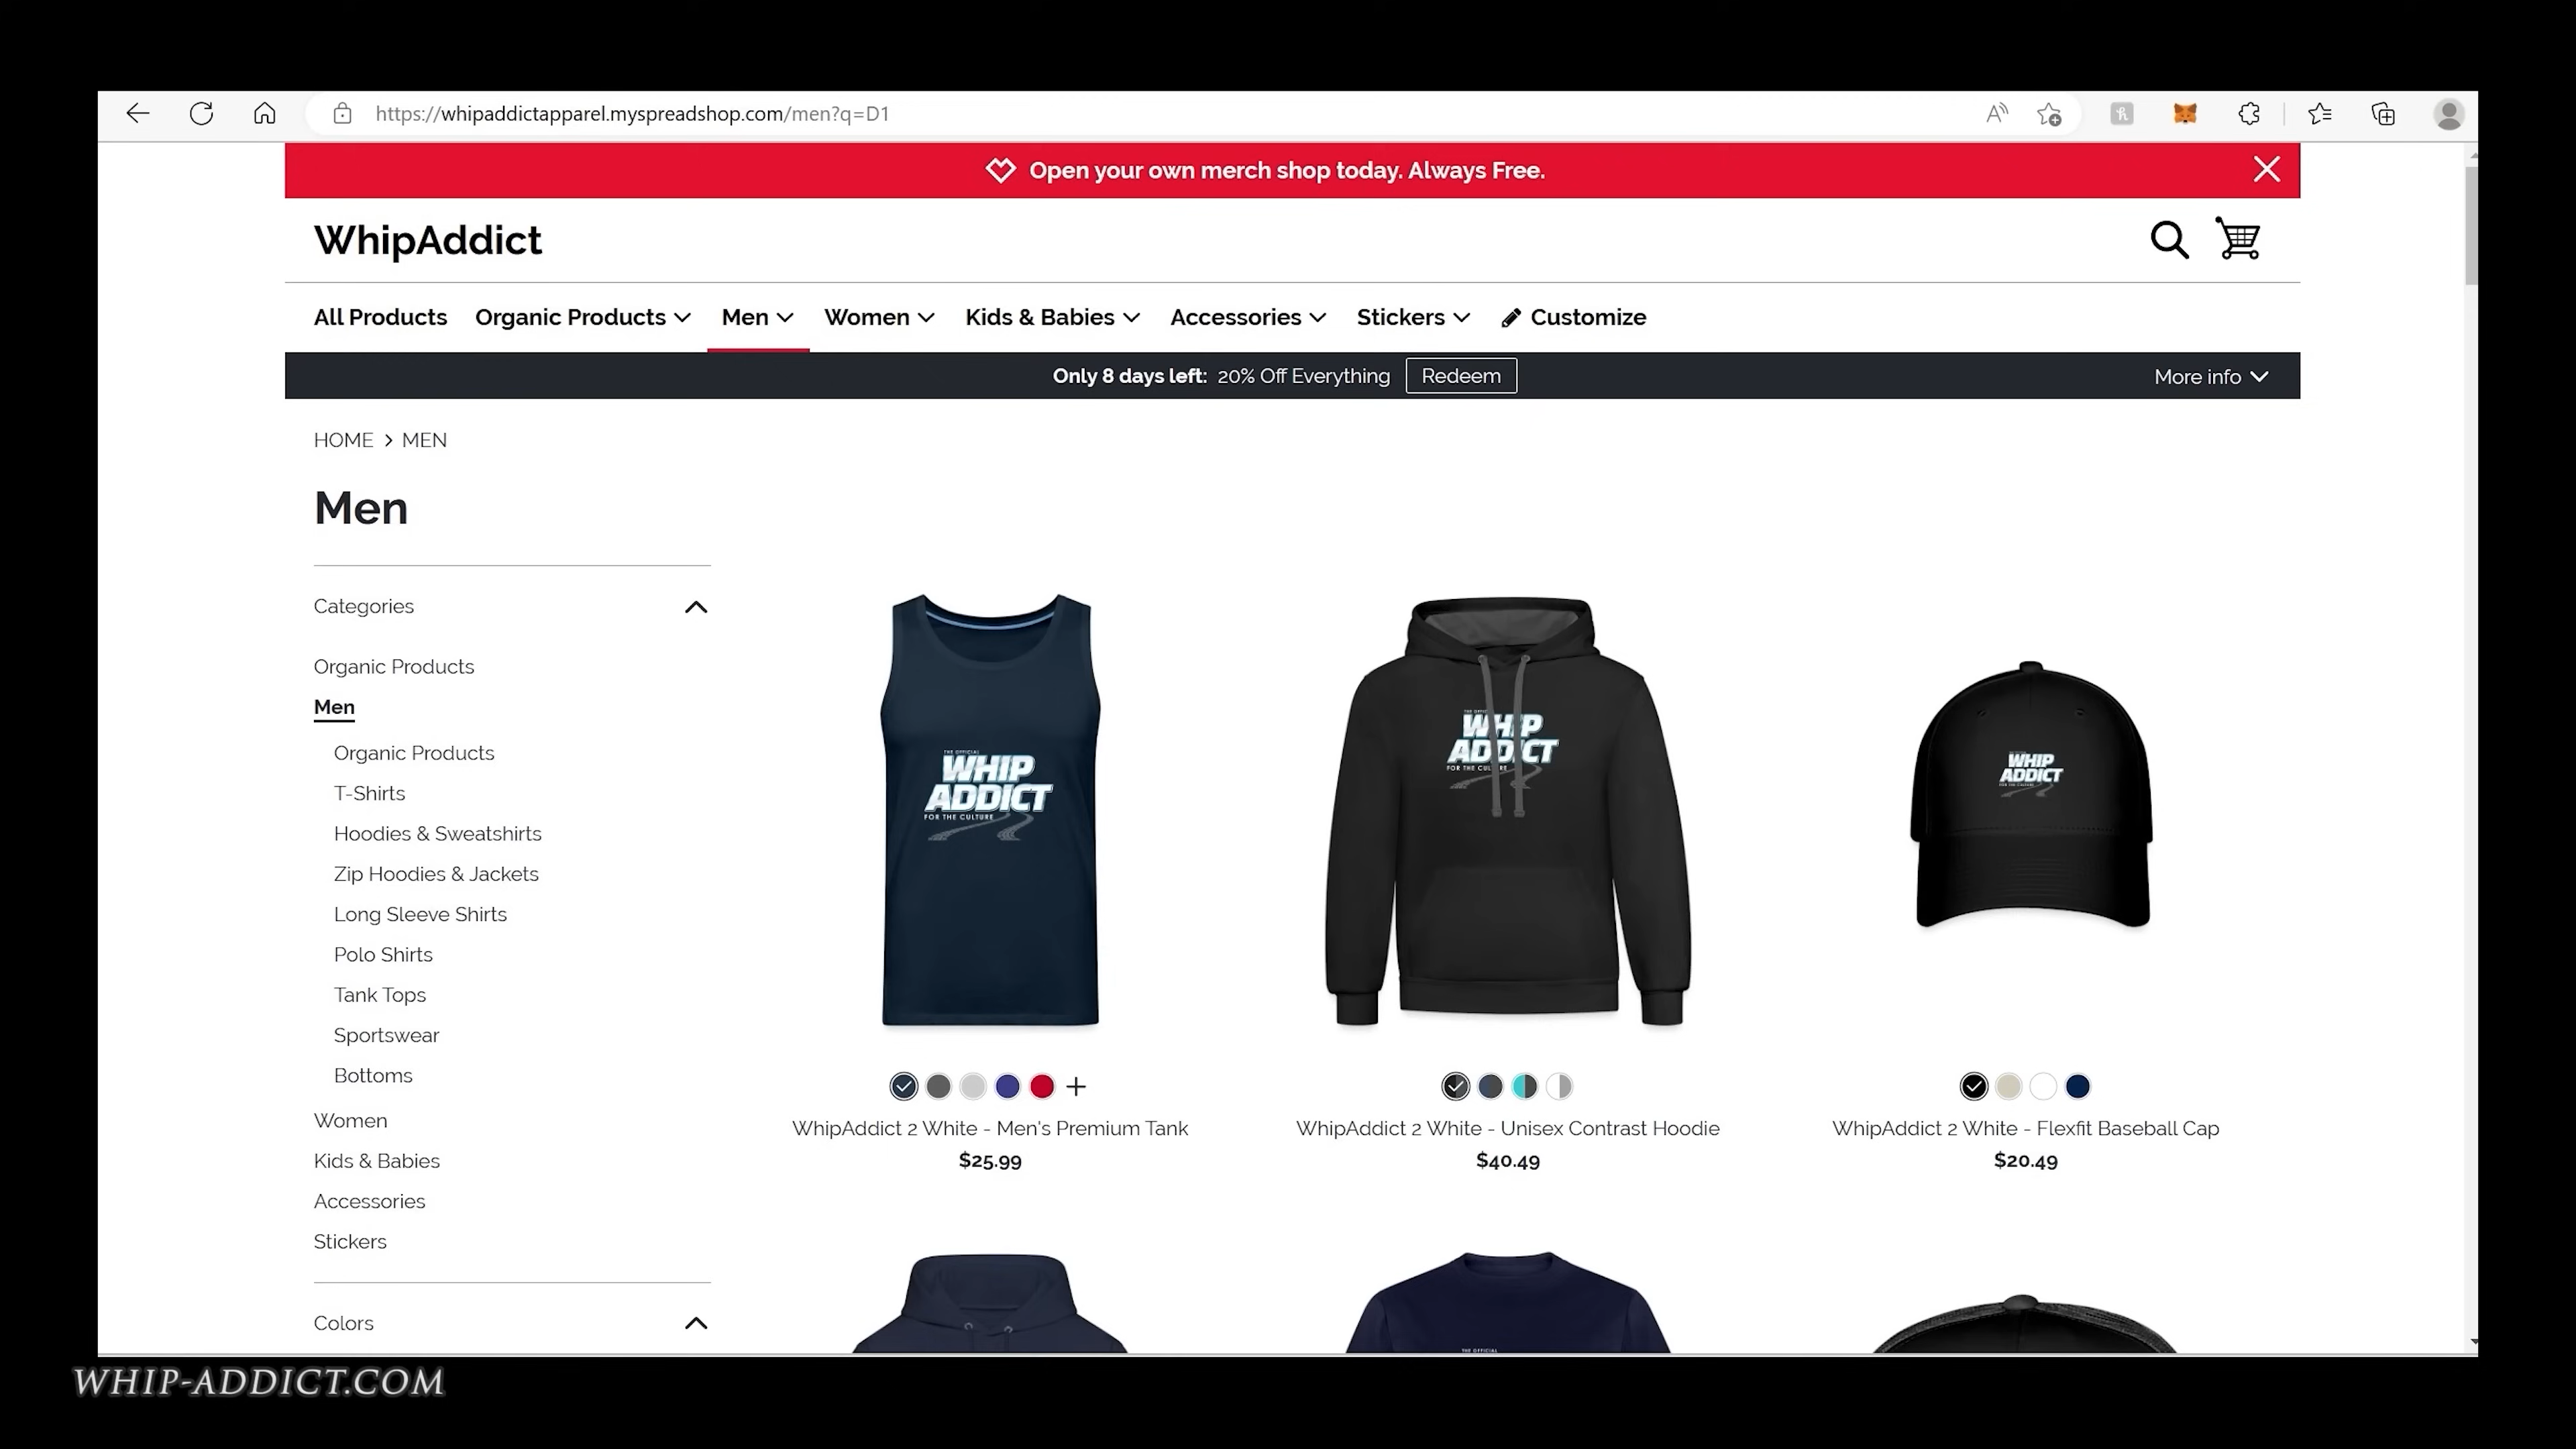 https://whipaddictapparel.myspreadshop.com/men?q=D1
Open your own merch shop today. Always Free.
WhipAddict
All Products Organic Products Men Women Kids & Babies Accessories Stickers Customize
Only 8 days left: 20% Off Everything Redeem More info
HOME > MEN
Men
Categories
Organic Products
Men
Organic Products
T-Shirts
Hoodies & Sweatshirts
Zip Hoodies & Jackets
Long Sleeve Shirts
Polo Shirts
Tank Tops
Sportswear
Bottoms
Women
Kids & Babies
Accessories
Stickers
Colors
THE OFFICIAL
WHIP
ADDICT
FOR THE CULTURE
WhipAddict 2 White - Men's Premium Tank
$25.99
WHIP
ADDICT
WhipAddict 2 White - Unisex Contrast Hoodie
$40.49
WHIP
ADDICT
WhipAddict 2 White - Flexfit Baseball Cap
$20.49
THE OFFICIAL
WHIP-ADDICT.COM